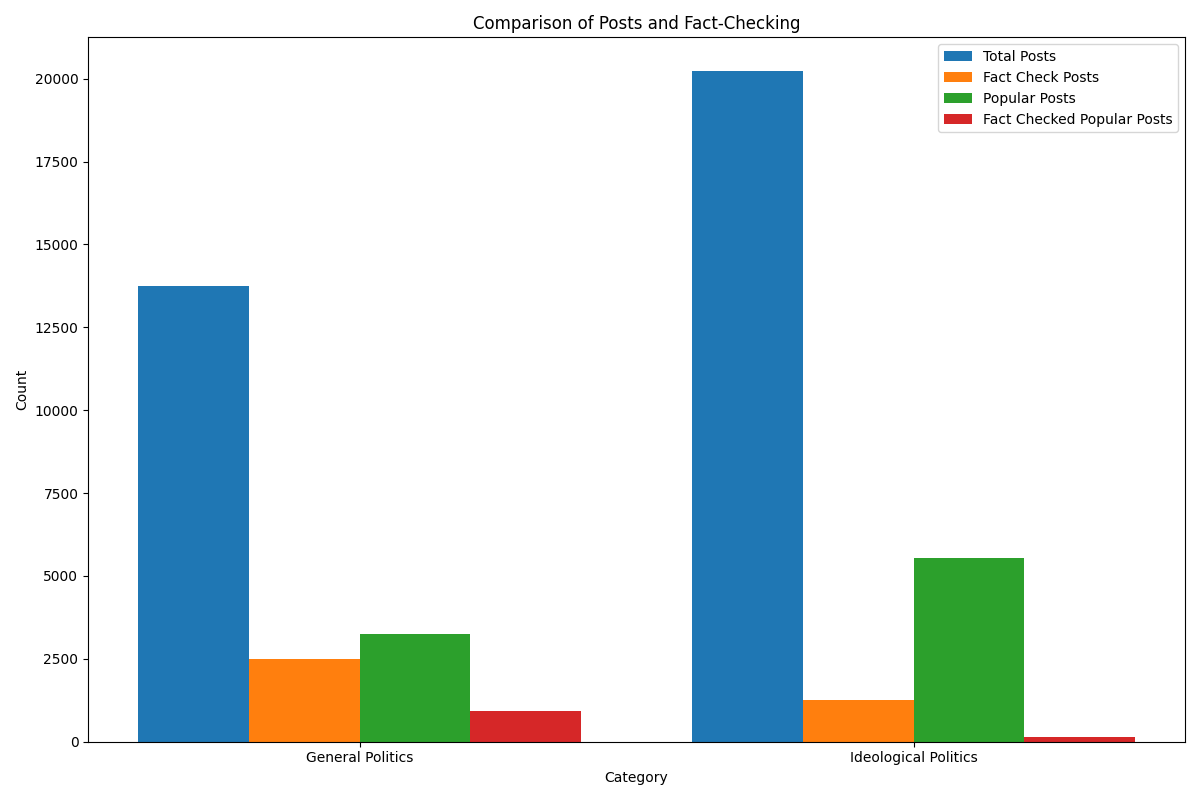 Comparison of Posts and Fact-Checking
Total Posts
Fact Check Posts
Popular Posts
Fact Checked Popular Posts
Count
20000
17500
15000
12500
10000
7500
5000
2500
0
General Politics
Ideological Politics
Category